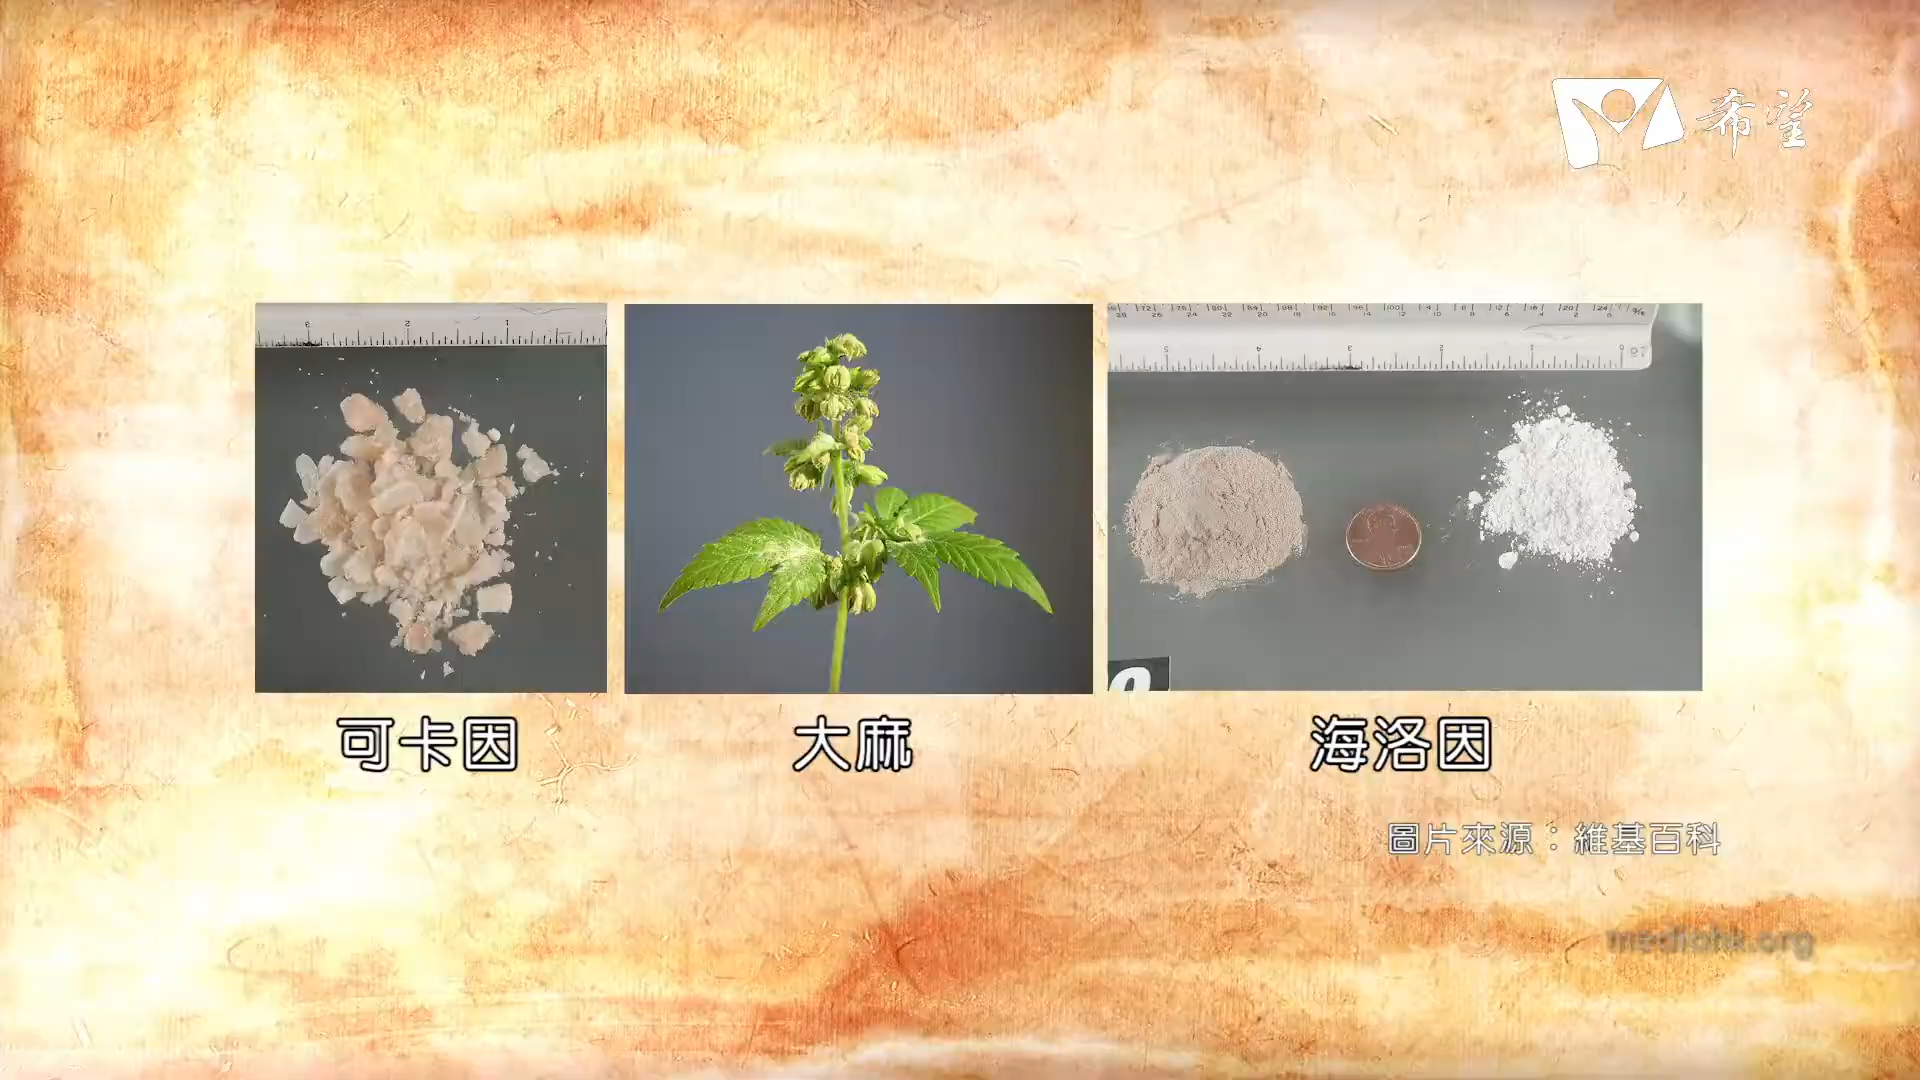 希望
可卡因
大麻
海洛因
圖片來源：維基百科
mediahk.org